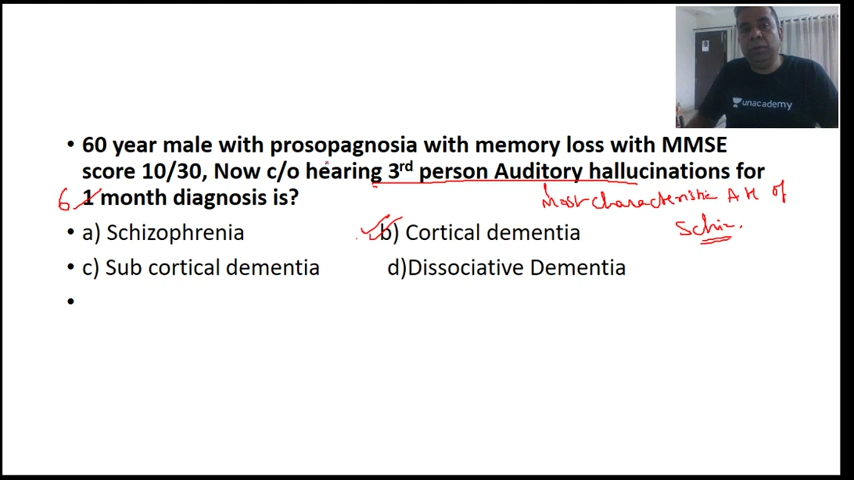 unacademy
• 60 year male with prosopagnosia with memory loss with MMSE
score 10/30, Now c/o hearing 3rd person Auditory hallucinations for
6 1 month diagnosis is?
Most characteristic AH of
Schiz.
• a) Schizophrenia b) Cortical dementia
• c) Sub cortical dementia d)Dissociative Dementia
•